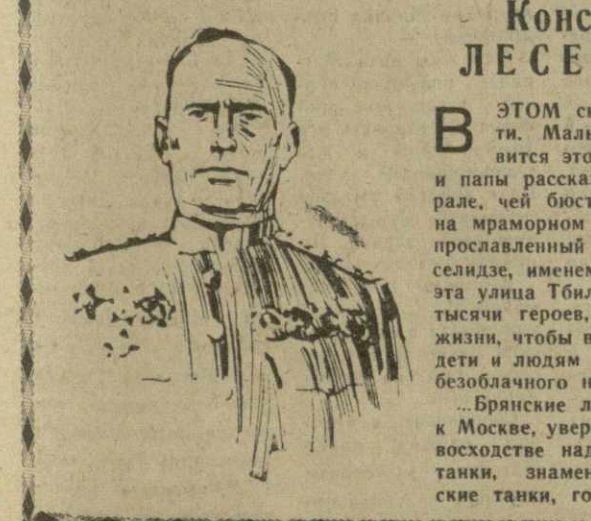 Конс
ЛЕСЕ
В ЭТОМ ск
ти. Маль
вится это
и папы расска
рале, чей бюст
на мраморном
прославленный
селидзе, именем
эта улица Тбил
тысячи героев,
жизни, чтобы в
дети и людям
безоблачного н
...Брянские л
к Москве, увер
восходстве над
танки, знамен
ские танки, го